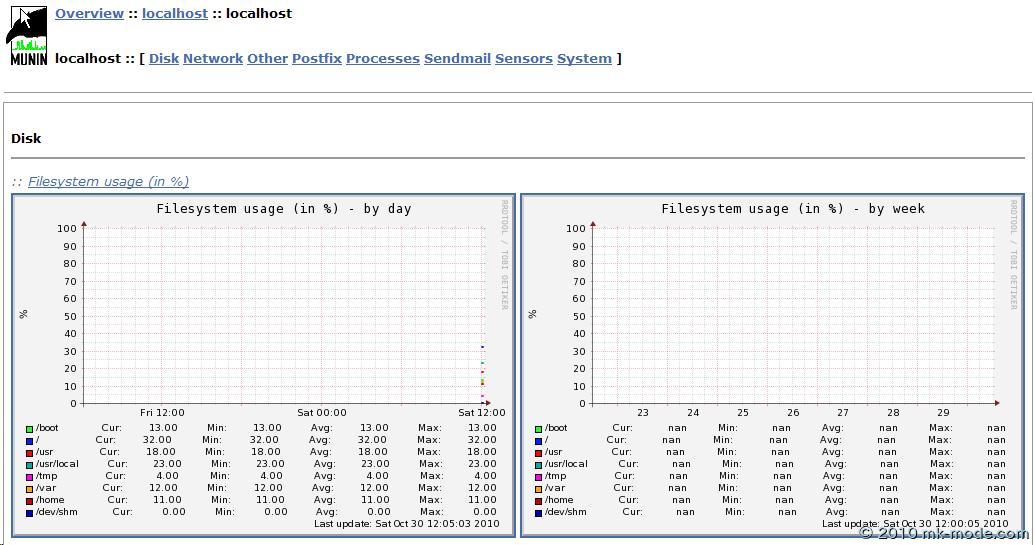 Overview :: localhost :: localhost
MUNIN
localhost :: [ Disk Network Other Postfix Processes Sendmail Sensors System ]
Disk
:: Filesystem usage (in %)
Filesystem usage (in %) - by day
RRDTOOL / TOBI OETIKER
100
90
80
70
60
50
40
30
20
10
0
%
Fri 12:00 Sat 00:00 Sat 12:00
/boot Cur: 13.00 Min: 13.00 Avg: 13.00 Max: 13.00
/ Cur: 32.00 Min: 32.00 Avg: 32.00 Max: 32.00
/usr Cur: 18.00 Min: 18.00 Avg: 18.00 Max: 18.00
/usr/local Cur: 23.00 Min: 23.00 Avg: 23.00 Max: 23.00
/tmp Cur: 4.00 Min: 4.00 Avg: 4.00 Max: 4.00
/var Cur: 12.00 Min: 12.00 Avg: 12.00 Max: 12.00
/home Cur: 11.00 Min: 11.00 Avg: 11.00 Max: 11.00
/dev/shm Cur: 0.00 Min: 0.00 Avg: 0.00 Max: 0.00
Last update: Sat Oct 30 12:05:03 2010
Filesystem usage (in %) - by week
RRDTOOL / TOBI OETIKER
100
90
80
70
60
50
40
30
20
10
0
%
23 24 25 26 27 28 29
/boot Cur: nan Min: nan Avg: nan Max: nan
/ Cur: nan Min: nan Avg: nan Max: nan
/usr Cur: nan Min: nan Avg: nan Max: nan
/usr/local Cur: nan Min: nan Avg: nan Max: nan
/tmp Cur: nan Min: nan Avg: nan Max: nan
/var Cur: nan Min: nan Avg: nan Max: nan
/home Cur: nan Min: nan Avg: nan Max: nan
/dev/shm Cur: nan Min: nan Avg: nan Max: nan
Last update: Sat Oct 30 12:00:05 2010
© 2010 mk-mode.com